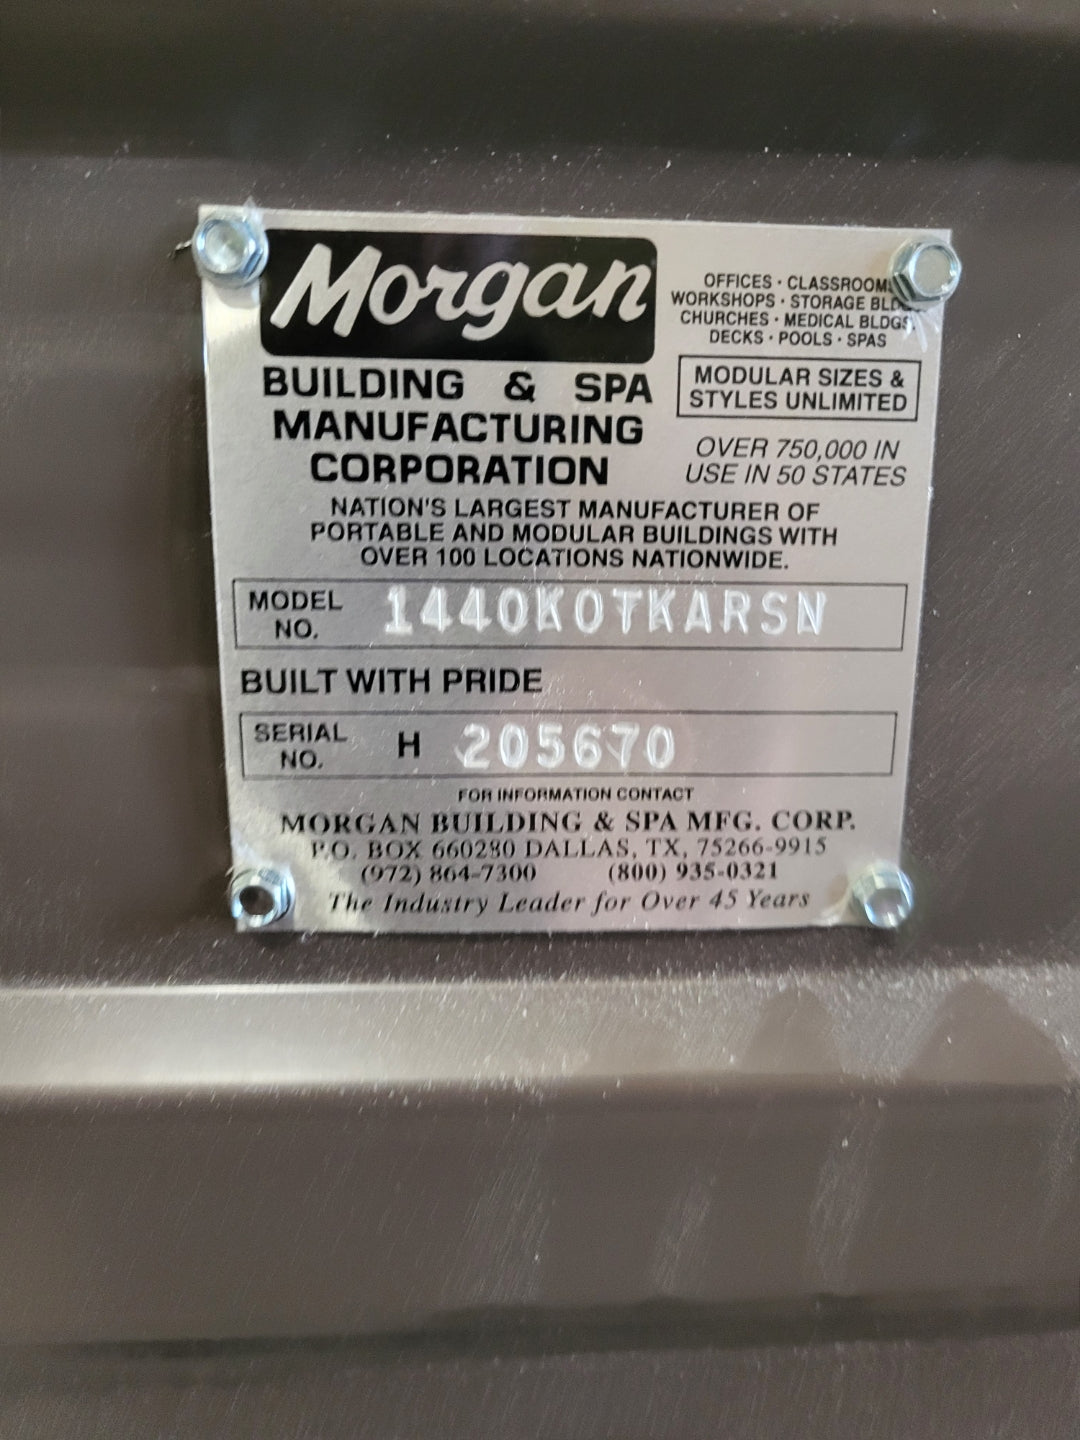 Morgan
BUILDING & SPA
MANUFACTURING
CORPORATION
OFFICES · CLASSROOMS
WORKSHOPS · STORAGE
CHURCHES · MEDICAL BLDGS
DECKS · POOLS · SPAS
MODULAR SIZES &
STYLES UNLIMITED
OVER 750,000 IN
USE IN 50 STATES
NATION'S LARGEST MANUFACTURER OF
PORTABLE AND MODULAR BUILDINGS WITH
OVER 100 LOCATIONS NATIONWIDE.
MODEL NO. 1440KOTKARSN
BUILT WITH PRIDE
SERIAL NO. H 205670
FOR INFORMATION CONTACT
MORGAN BUILDING & SPA MFG. CORP.
P.O. BOX 660280 DALLAS, TX, 75266-9915
(972) 864-7300 (800) 935-0321
The Industry Leader for Over 45 Years